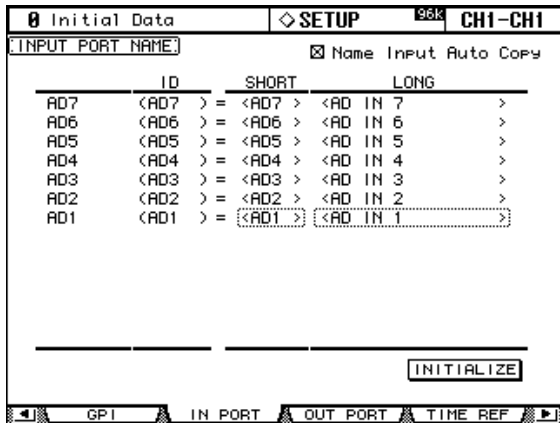 0 Initial Data ◇SETUP 96K CH1-CH1
INPUT PORT NAME
☒ Name Input Auto Copy
ID SHORT LONG
AD7 (AD7 ) = <AD7 > <AD IN 7 >
AD6 (AD6 ) = <AD6 > <AD IN 6 >
AD5 (AD5 ) = <AD5 > <AD IN 5 >
AD4 (AD4 ) = <AD4 > <AD IN 4 >
AD3 (AD3 ) = <AD3 > <AD IN 3 >
AD2 (AD2 ) = <AD2 > <AD IN 2 >
AD1 (AD1 ) = <AD1 > <AD IN 1 >
INITIALIZE
GPI IN PORT OUT PORT TIME REF